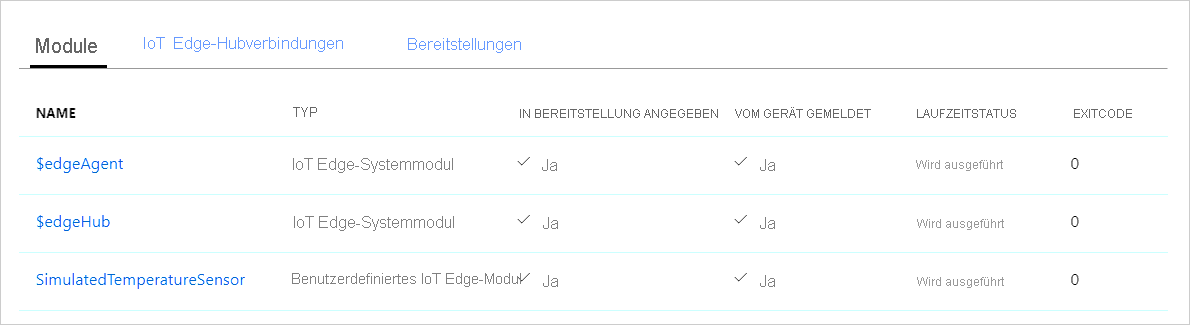 Module IoT Edge-Hubverbindungen Bereitstellungen
NAME TYP IN BEREITSTELLUNG ANGEGEBEN VOM GERÄT GEMELDET LAUFZEITSTATUS EXITCODE
$edgeAgent IoT Edge-Systemmodul Ja Ja Wird ausgeführt 0
$edgeHub IoT Edge-Systemmodul Ja Ja Wird ausgeführt 0
SimulatedTemperatureSensor Benutzerdefiniertes IoT Edge-Modul Ja Ja Wird ausgeführt 0